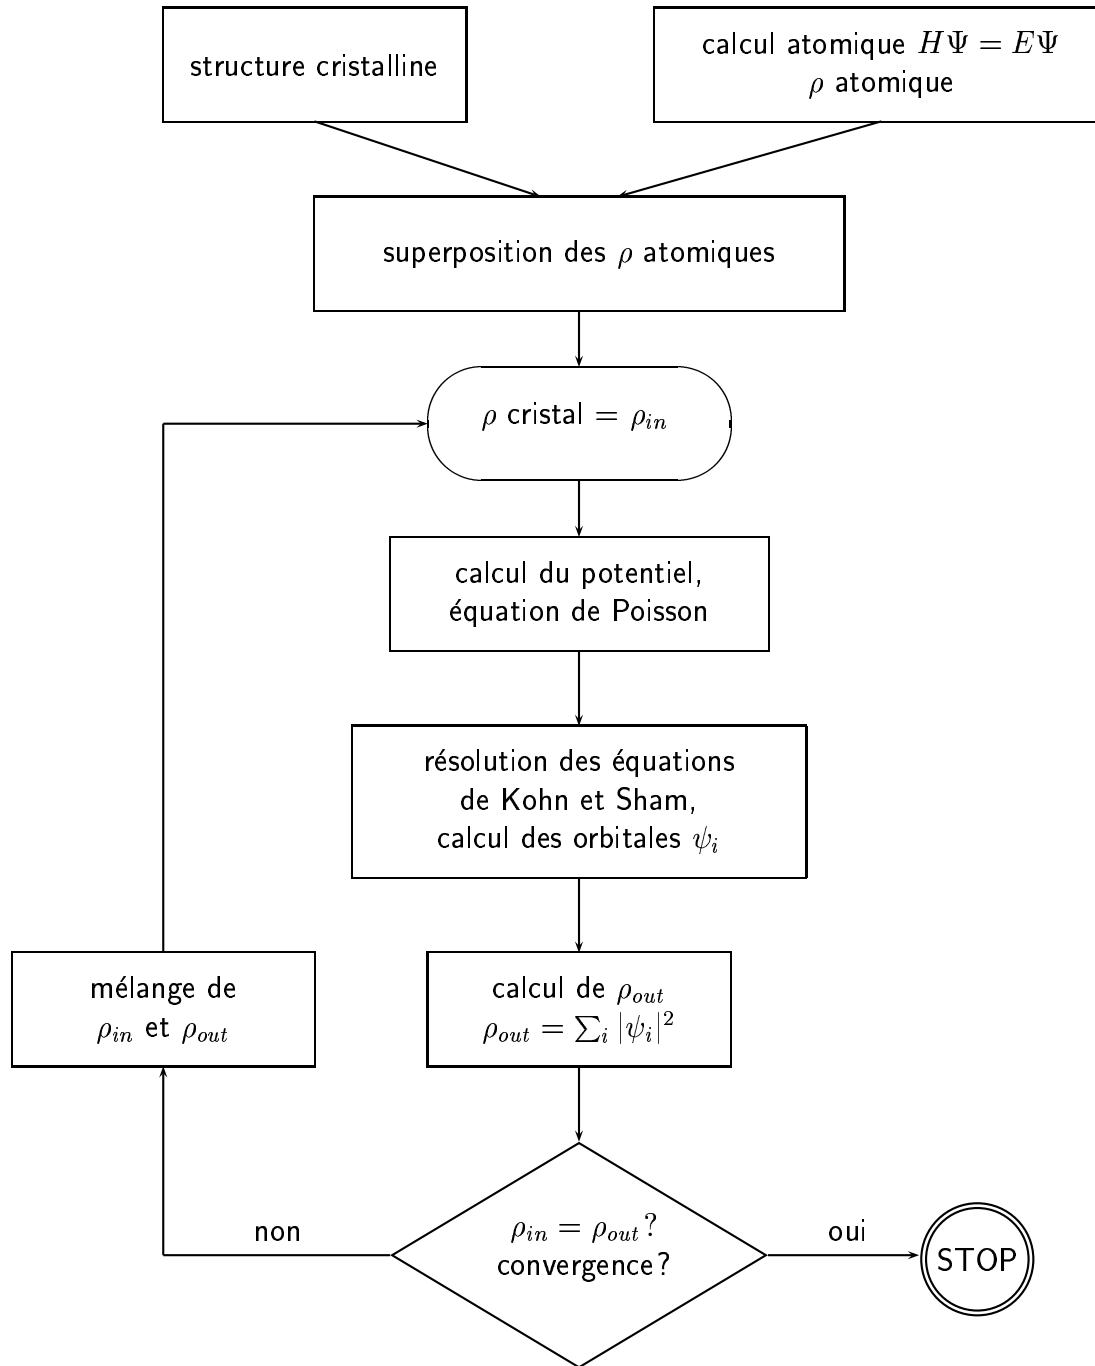 structure cristalline
calcul atomique HΨ = EΨ
ρ atomique
superposition des ρ atomiques
ρ cristal = ρ_in
calcul du potentiel,
équation de Poisson
résolution des équations
de Kohn et Sham,
calcul des orbitales ψ_i
mélange de
ρ_in et ρ_out
calcul de ρ_out
ρ_out = ∑_i |ψ_i|²
non
ρ_in = ρ_out?
convergence?
oui
STOP